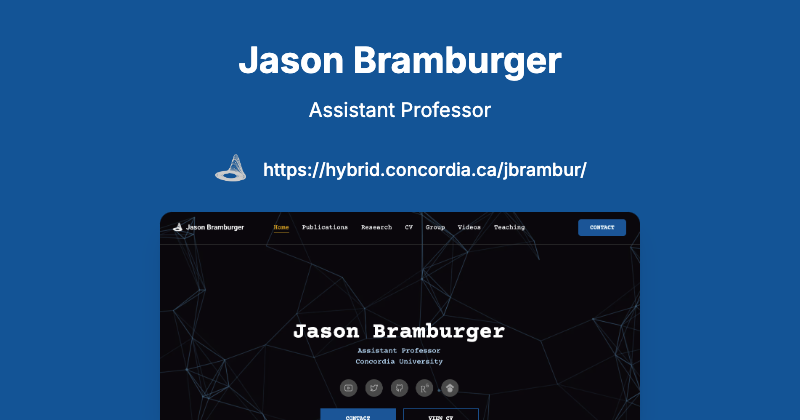 Jason Bramburger
Assistant Professor
https://hybrid.concordia.ca/jbrambur/
Jason Bramburger Home Publications Research CV Group Videos Teaching CONTACT
Jason Bramburger
Assistant Professor
Concordia University
CONTACT VIEW CV